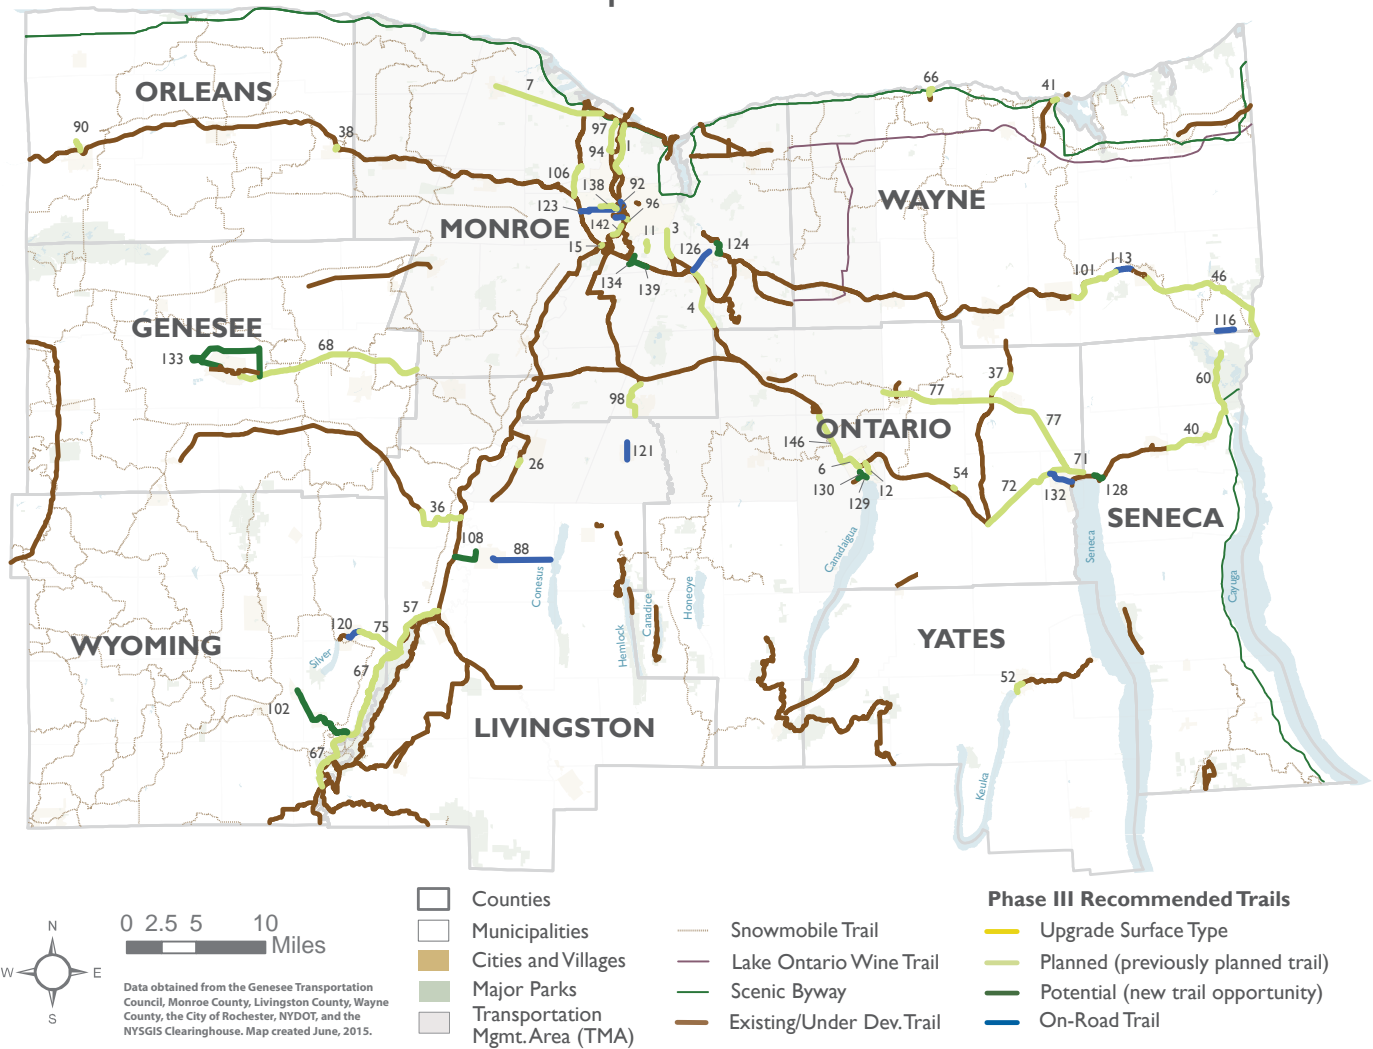 ORLEANS
7
66
41
90
38
97
94
1
106
138
92
WAYNE
123
96
MONROE
142
11
3
15
126
124
134
139
101
113
46
4
116
GENESEE
133
68
37
60
98
77
77
146
ONTARIO
40
121
26
6
71
54
130
129
12
72
132
128
36
SENECA
108
88
Conesus
Canadaigua
Seneca
Cayuga
Hemlock
Canadice
Honeoye
57
120
75
WYOMING
Silver
67
YATES
52
102
LIVINGSTON
67
Keuka
N
W
E
S
0 2.5 5 10
Miles
Data obtained from the Genesee Transportation
Council, Monroe County, Livingston County, Wayne
County, the City of Rochester, NYDOT, and the
NYSGIS Clearinghouse. Map created June, 2015.
Counties
Municipalities
Cities and Villages
Major Parks
Transportation
Mgmt. Area (TMA)
Snowmobile Trail
Lake Ontario Wine Trail
Scenic Byway
Existing/Under Dev. Trail
Phase III Recommended Trails
Upgrade Surface Type
Planned (previously planned trail)
Potential (new trail opportunity)
On-Road Trail